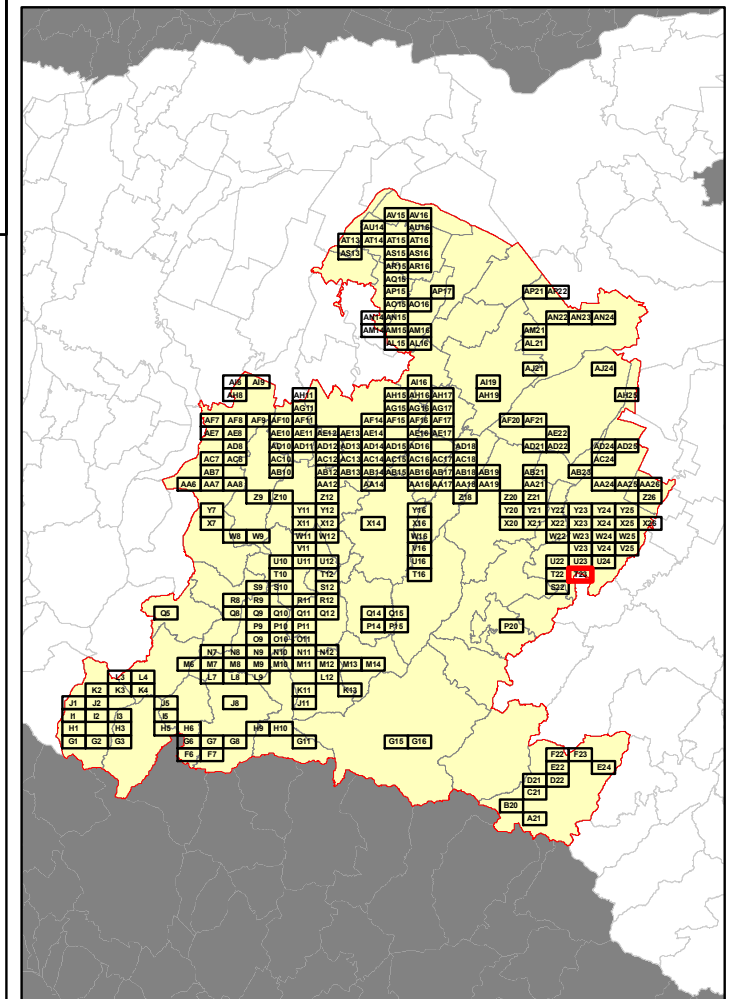 AV15 AV16
AU14 AU16
AT13 AT14 AT15 AT16
AS13 AS15 AS16
AR15 AR16
AQ15
AP15 AP17 AP21 AP22
AO15 AO16
AN14 AN15 AN22 AN23 AN24
AM14 AM15 AM16 AM21
AL15 AL16 AL21
AJ21 AJ24
AI8 AI9 AI16 AI19
AH8 AH11 AH15 AH16 AH17 AH19 AH25
AG11 AG15 AG16 AG17
AF7 AF8 AF9 AF10 AF11 AF14 AF15 AF16 AF17 AF20 AF21
AE7 AE8 AE10 AE11 AE12 AE13 AE14 AE16 AE17 AE22
AD8 AD10 AD11 AD12 AD13 AD14 AD15 AD16 AD18 AD21 AD22 AD24 AD25
AC7 AC8 AC10 AC12 AC13 AC14 AC15 AC16 AC17 AC18 AC24
AB7 AB10 AB12 AB13 AB14 AB15 AB16 AB17 AB18 AB19 AB21 AB23
AA6 AA7 AA8 AA12 AA14 AA16 AA17 AA18 AA19 AA21 AA24 AA25 AA26
Z9 Z10 Z12 Z18 Z20 Z21 Z26
Y7 Y11 Y12 Y16 Y20 Y21 Y22 Y23 Y24 Y25
X7 X11 X12 X14 X16 X20 X21 X22 X23 X24 X25 X26
W8 W9 W11 W12 W16 W22 W23 W24 W25
V11 V16 V23 V24 V25
U10 U11 U12 U16 U22 U23 U24
T10 T12 T16 T22 T23
S9 S10 S12 S22
R8 R9 R11 R12
Q5 Q8 Q9 Q10 Q11 Q12 Q14 Q15
P9 P10 P11 P14 P15 P20
O9 O10 O11
N7 N8 N9 N10 N11 N12
M6 M7 M8 M9 M10 M11 M12 M13 M14
L3 L4 L7 L8 L9 L12
K2 K3 K4 K11 K13
J1 J2 J5 J8 J11
I1 I2 I3 I5
H1 H3 H5 H6 H9 H10
G1 G2 G3 G6 G7 G8 G11 G15 G16
F6 F7 F22 F23
E22 E24
D21 D22
C21
B20
A21